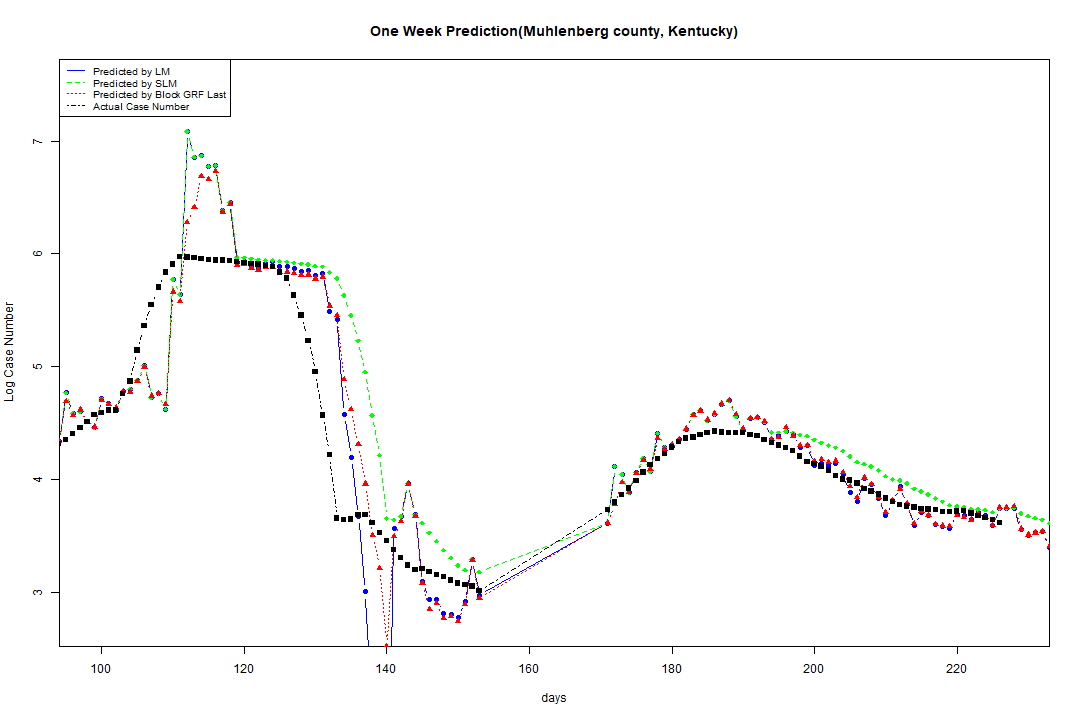 One Week Prediction(Muhlenberg county, Kentucky)
Predicted by LM
Predicted by SLM
Predicted by Block GRF Last
Actual Case Number
7
6
5
4
3
Log Case Number
100 120 140 160 180 200 220
days